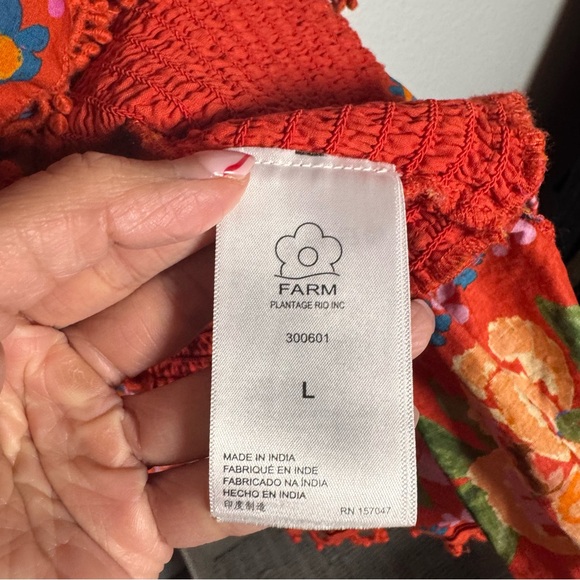 FARM
PLANTAGE RIO INC
300601
L
MADE IN INDIA
FABRIQUÉ EN INDE
FABRICADO NA ÍNDIA
HECHO EN INDIA
印度制造
RN 157047